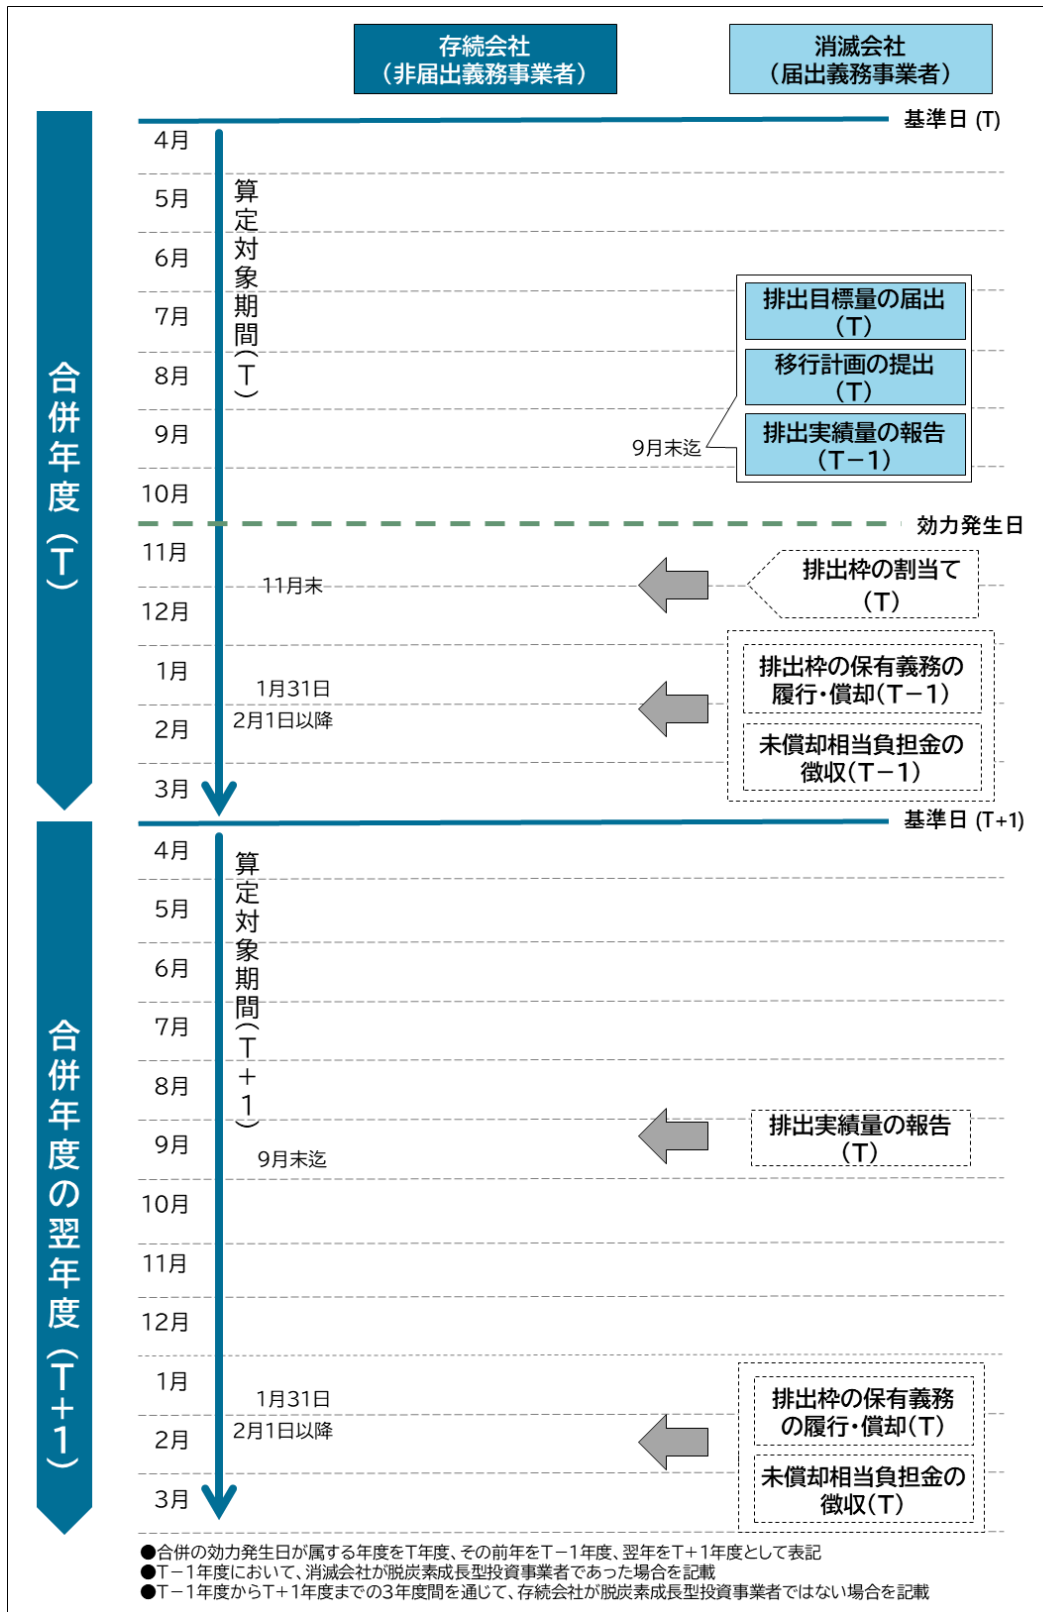 存続会社
（非届出義務事業者）
消滅会社
（届出義務事業者）
基準日 (T)
合併年度（T）
算定対象期間（T）
4月
5月
6月
7月
8月
9月
10月
11月
12月
1月
2月
3月
排出目標量の届出
（T）
移行計画の提出
（T）
排出実績量の報告
（T－1）
9月末迄
効力発生日
11月末
排出枠の割当て
（T）
1月31日
2月1日以降
排出枠の保有義務の
履行・償却（T－1）
未償却相当負担金の
徴収（T－1）
基準日 (T+1)
合併年度の翌年度（T＋1）
算定対象期間（T＋1）
4月
5月
6月
7月
8月
9月
10月
11月
12月
1月
2月
3月
9月末迄
排出実績量の報告
（T）
1月31日
2月1日以降
排出枠の保有義務
の履行・償却（T）
未償却相当負担金の
徴収（T）
●合併の効力発生日が属する年度をT年度、その前年をT－1年度、翌年をT＋1年度として表記
●T－1年度において、消滅会社が脱炭素成長型投資事業者であった場合を記載
●T－1年度からT＋1年度までの3年度間を通じて、存続会社が脱炭素成長型投資事業者ではない場合を記載